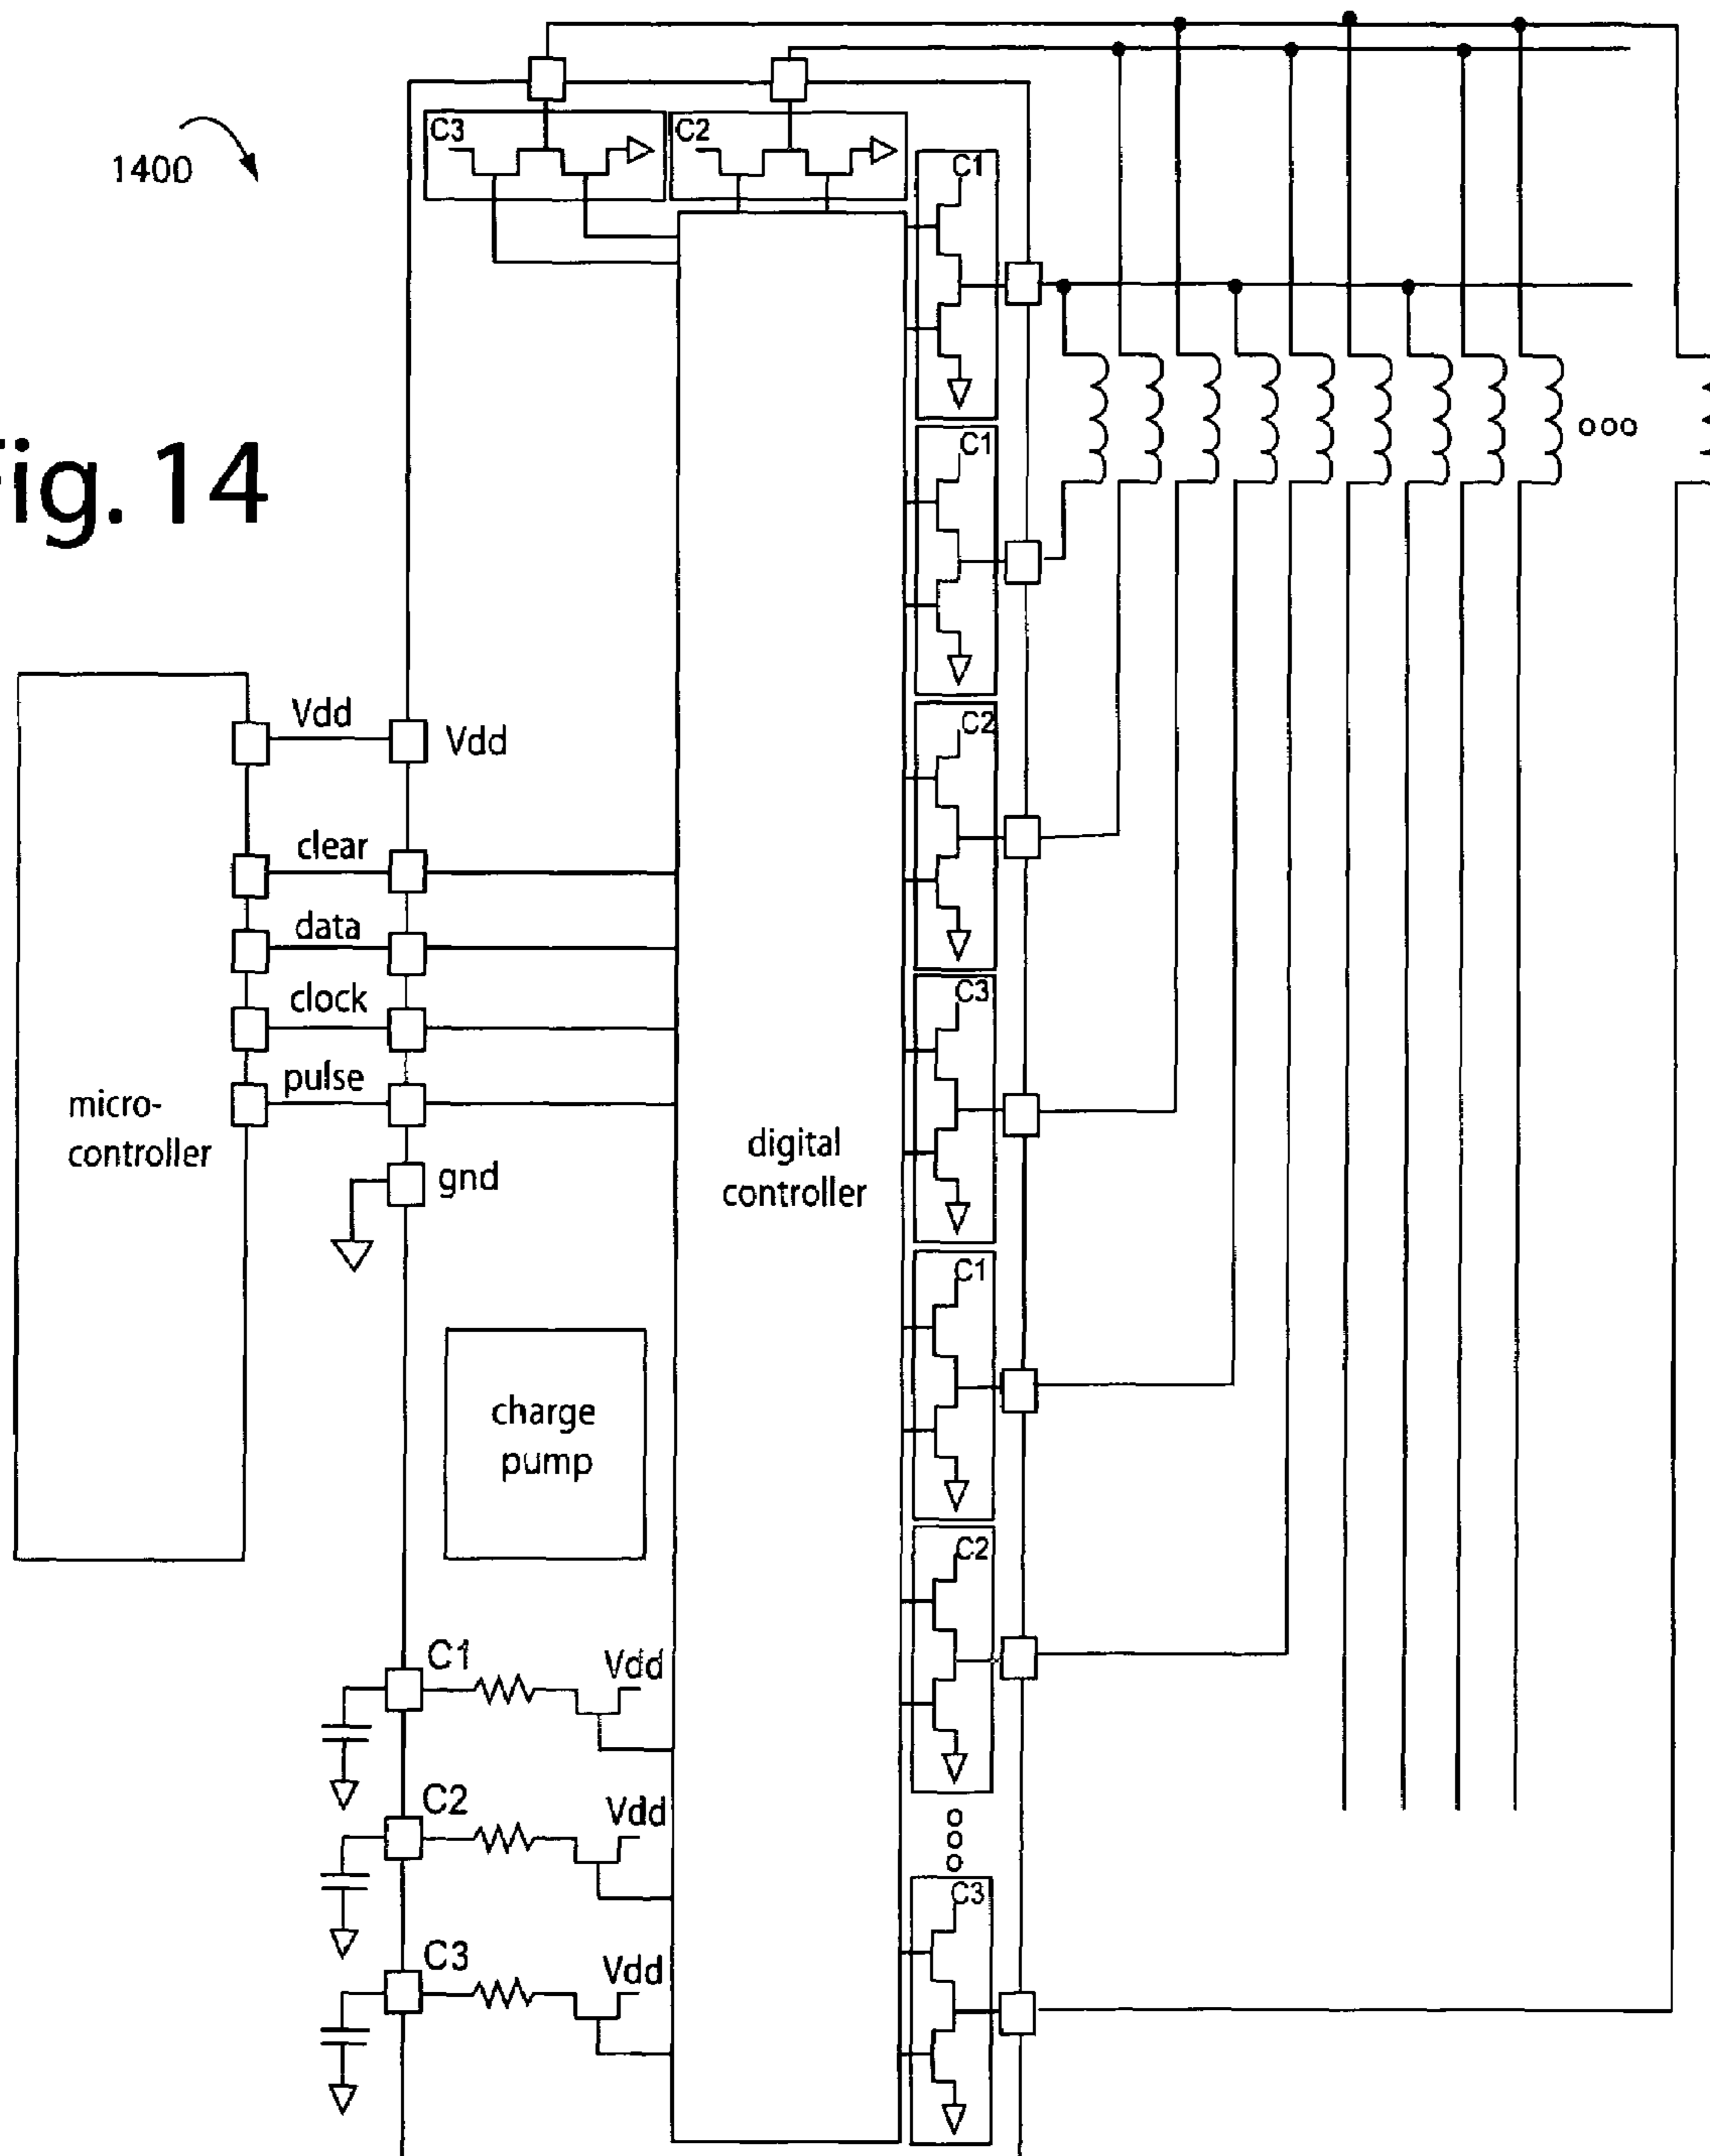 1400
C3
C2
C1
Fig. 14
C1
C2
Vdd
Vdd
clear
data
clock
pulse
gnd
micro-
controller
digital
controller
C3
C1
charge
pump
C2
C1
Vdd
C2
Vdd
C3
C3
Vdd